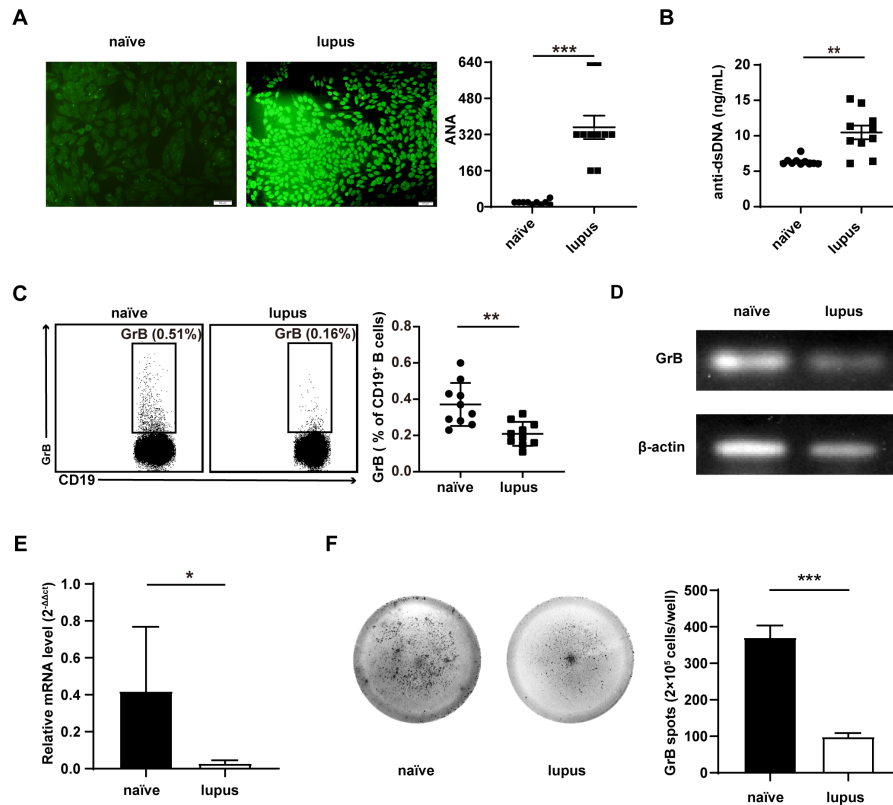 A
naïve
lupus
ANA
640
480
320
160
0
naïve
lupus
***
B
anti-dsDNA (ng/mL)
20
15
10
5
0
naïve
lupus
**
C
naïve
lupus
GrB (0.51%)
GrB (0.16%)
GrB
CD19
GrB ( % of CD19⁺ B cells)
0.8
0.6
0.4
0.2
0.0
naïve
lupus
**
D
naïve
lupus
GrB
β-actin
E
Relative mRNA level (2^-ΔΔct)
1.0
0.8
0.6
0.4
0.2
0.0
naïve
lupus
*
F
naïve
lupus
GrB spots (2×10⁵ cells/well)
500
400
300
200
100
0
naïve
lupus
***